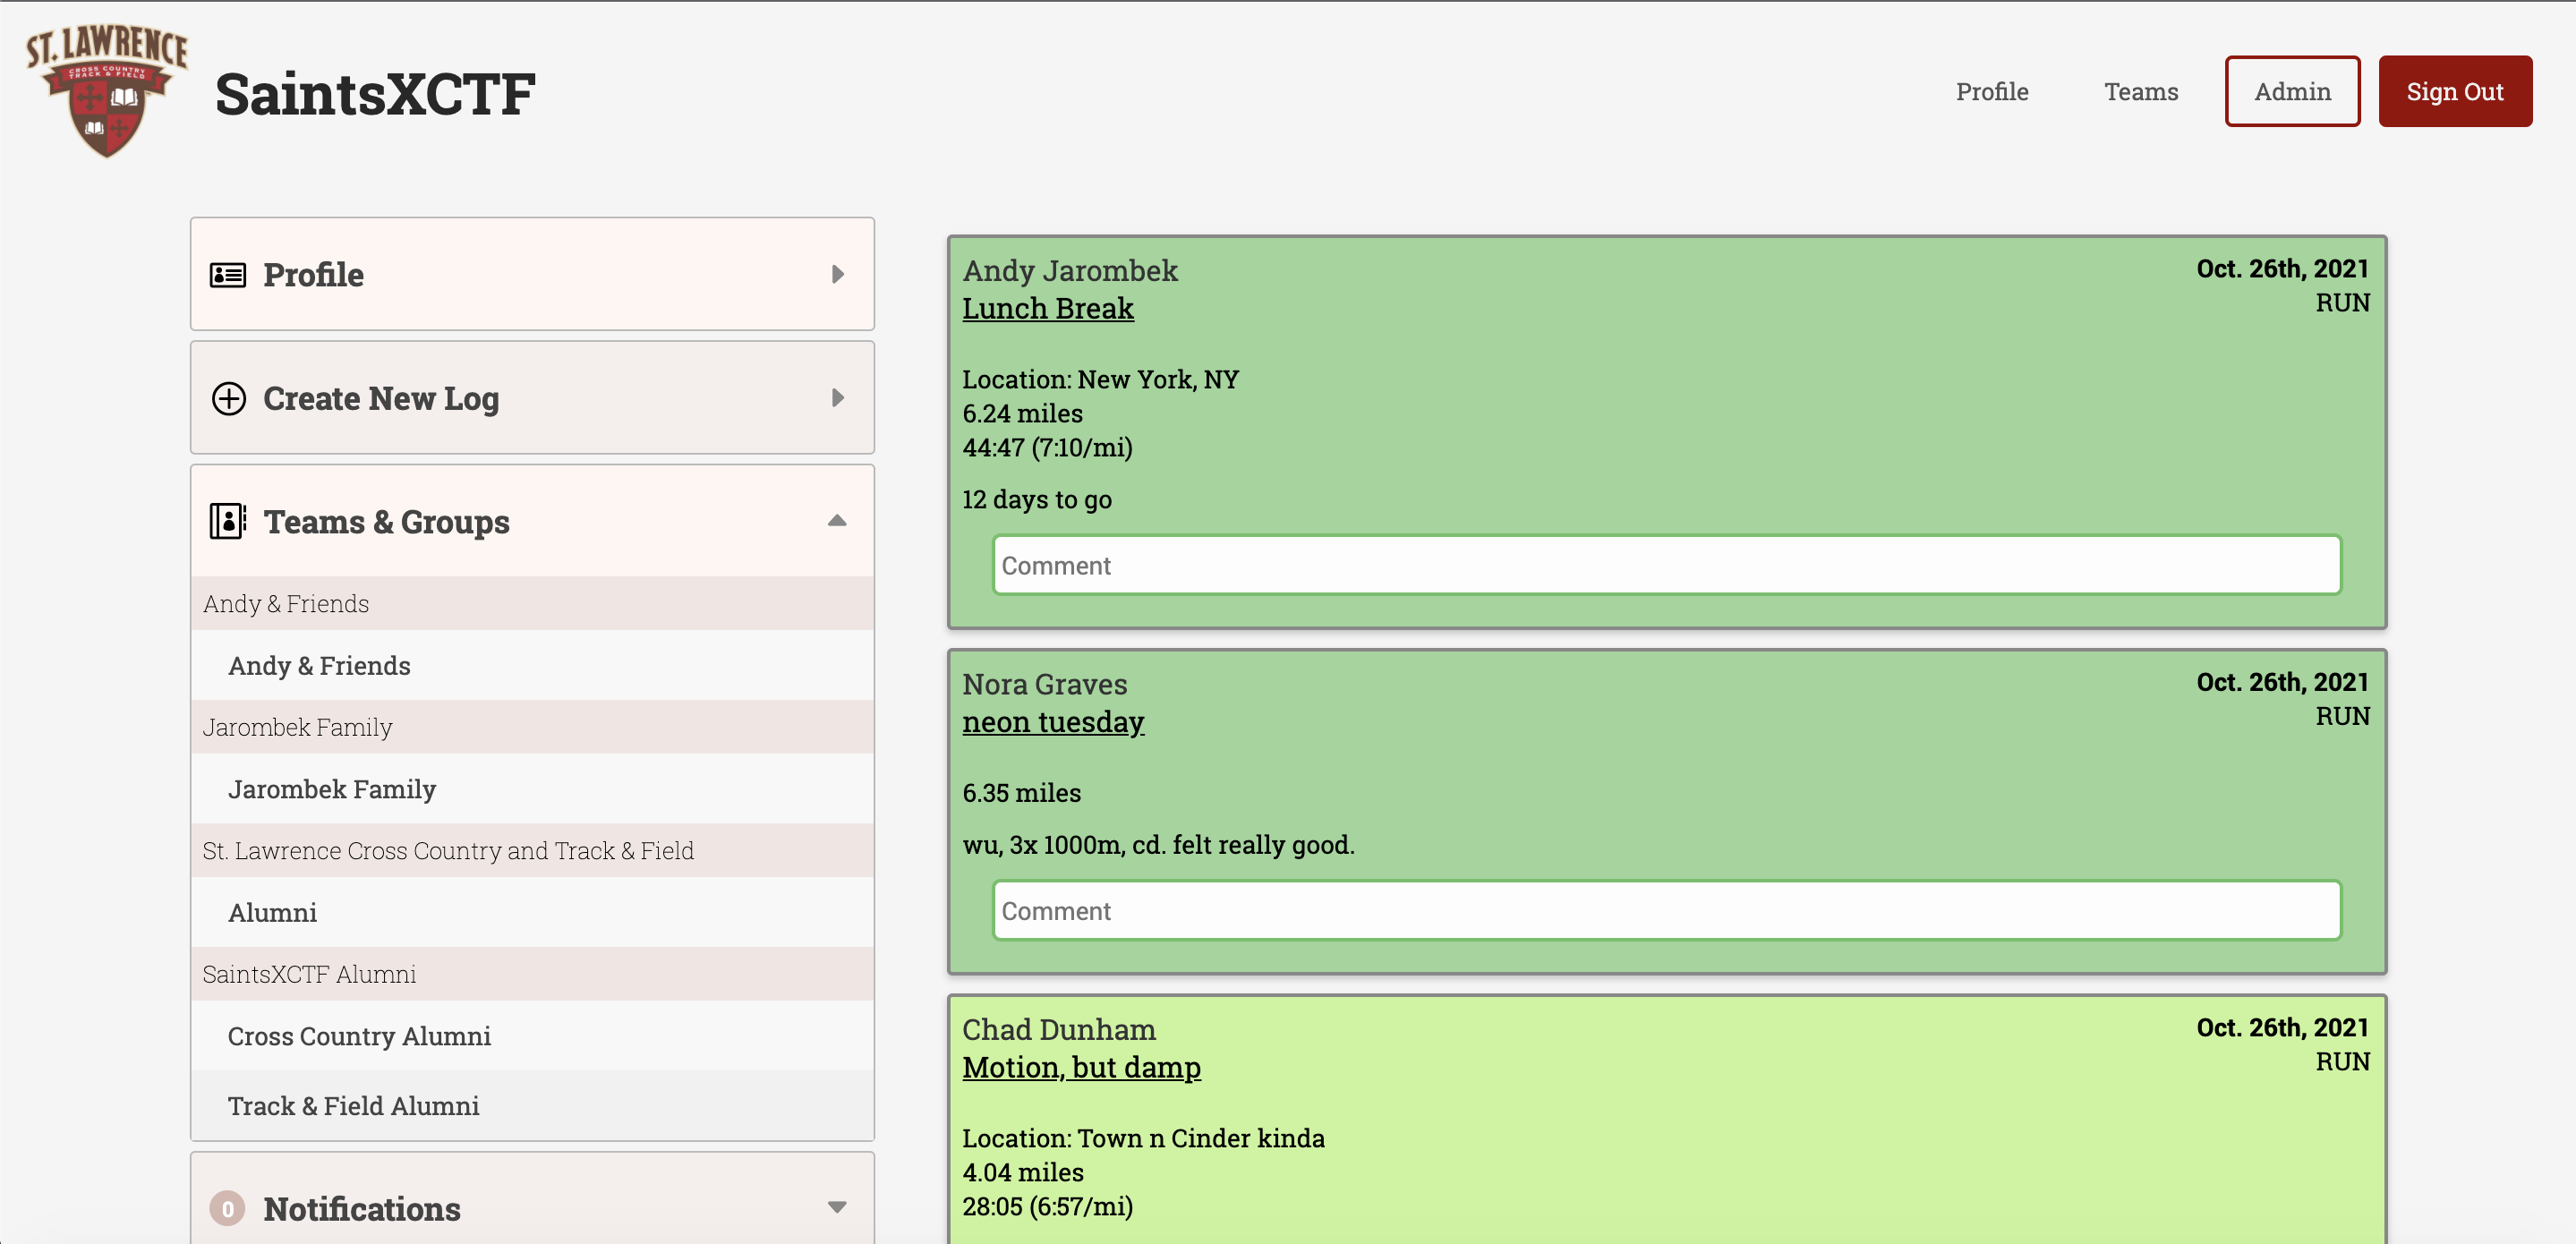 ST. LAWRENCE
CROSS COUNTRY
TRACK & FIELD
SaintsXCTF
Profile
Teams
Admin
Sign Out
Profile
Create New Log
Teams & Groups
Andy & Friends
Andy & Friends
Jarombek Family
Jarombek Family
St. Lawrence Cross Country and Track & Field
Alumni
SaintsXCTF Alumni
Cross Country Alumni
Track & Field Alumni
0 Notifications
Andy Jarombek
Oct. 26th, 2021
Lunch Break
RUN
Location: New York, NY
6.24 miles
44:47 (7:10/mi)
12 days to go
Comment
Nora Graves
Oct. 26th, 2021
neon tuesday
RUN
6.35 miles
wu, 3x 1000m, cd. felt really good.
Comment
Chad Dunham
Oct. 26th, 2021
Motion, but damp
RUN
Location: Town n Cinder kinda
4.04 miles
28:05 (6:57/mi)